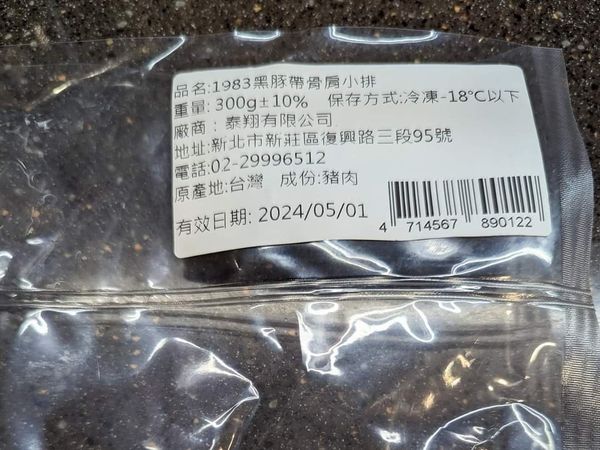 品名:1983黑豚帶骨肩小排
重量:300g±10% 保存方式:冷凍-18℃以下
廠商：泰翔有限公司
地址:新北市新莊區復興路三段95號
電話:02-29996512
原產地:台灣 成份:豬肉
有效日期: 2024/05/01
4 714567 890122